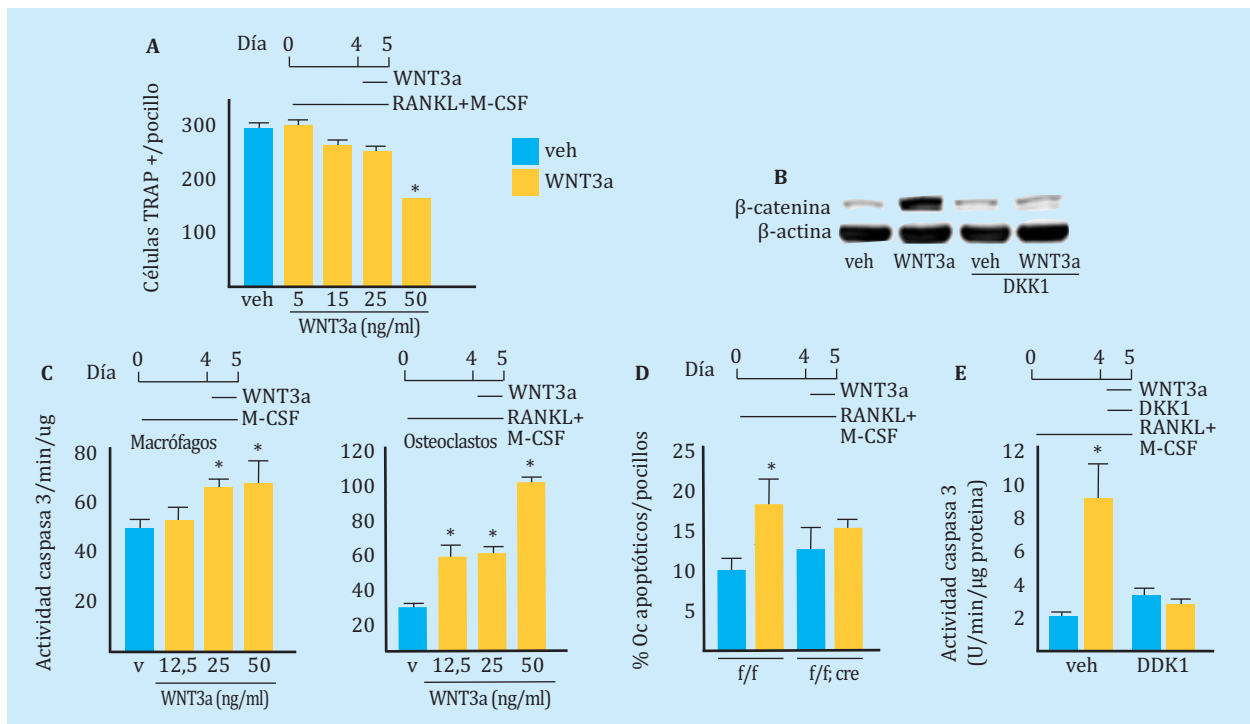 A
Día 0 4 5
WNT3a
RANKL+M-CSF
Células TRAP +/pocillo
300
200
100
*
veh 5 15 25 50
WNT3a (ng/ml)
veh
WNT3a
B
β-catenina
β-actina
veh WNT3a veh WNT3a
DKK1
C
Día 0 4 5
WNT3a
M-CSF
Macrófagos
Actividad caspasa 3/min/ug
80
60
40
20
* *
v 12,5 25 50
WNT3a (ng/ml)
0 4 5
WNT3a
RANKL+
M-CSF
Osteoclastos
120
100
80
60
40
20
* * *
v 12,5 25 50
WNT3a (ng/ml)
D
Día 0 4 5
WNT3a
RANKL+
M-CSF
% Oc apoptóticos/pocillos
25
20
15
10
5
*
f/f f/f; cre
E
0 4 5
WNT3a
DKK1
RANKL+
M-CSF
Actividad caspasa 3
(U/min/µg proteina)
12
10
8
6
4
2
*
veh DDK1